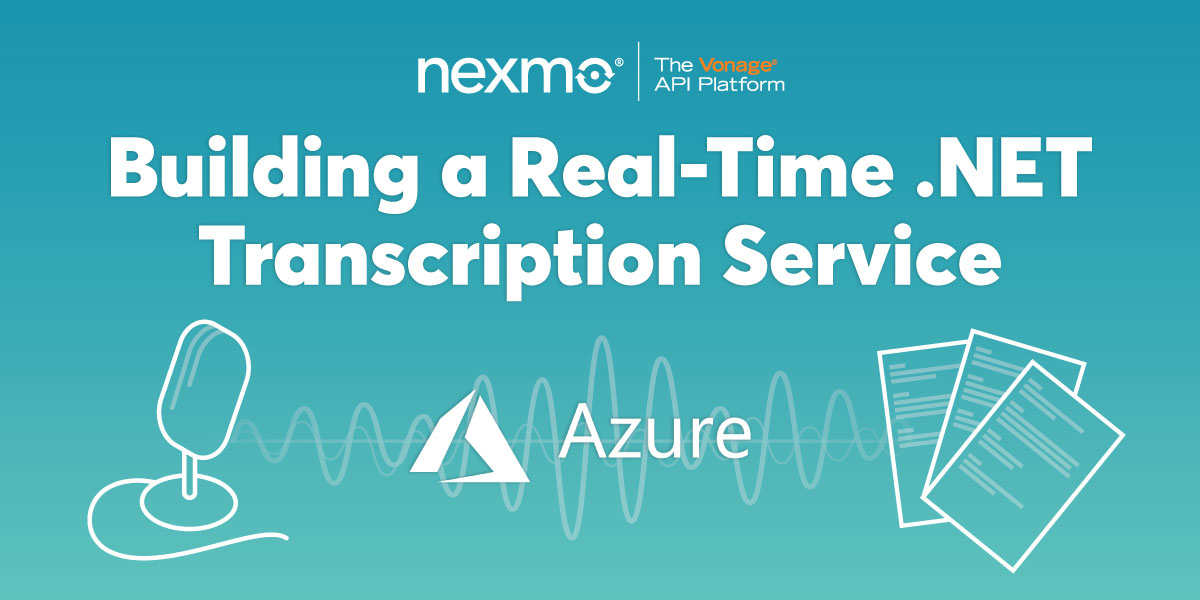 nexmo®
The Vonage®
API Platform
Building a Real-Time .NET
Transcription Service
Azure